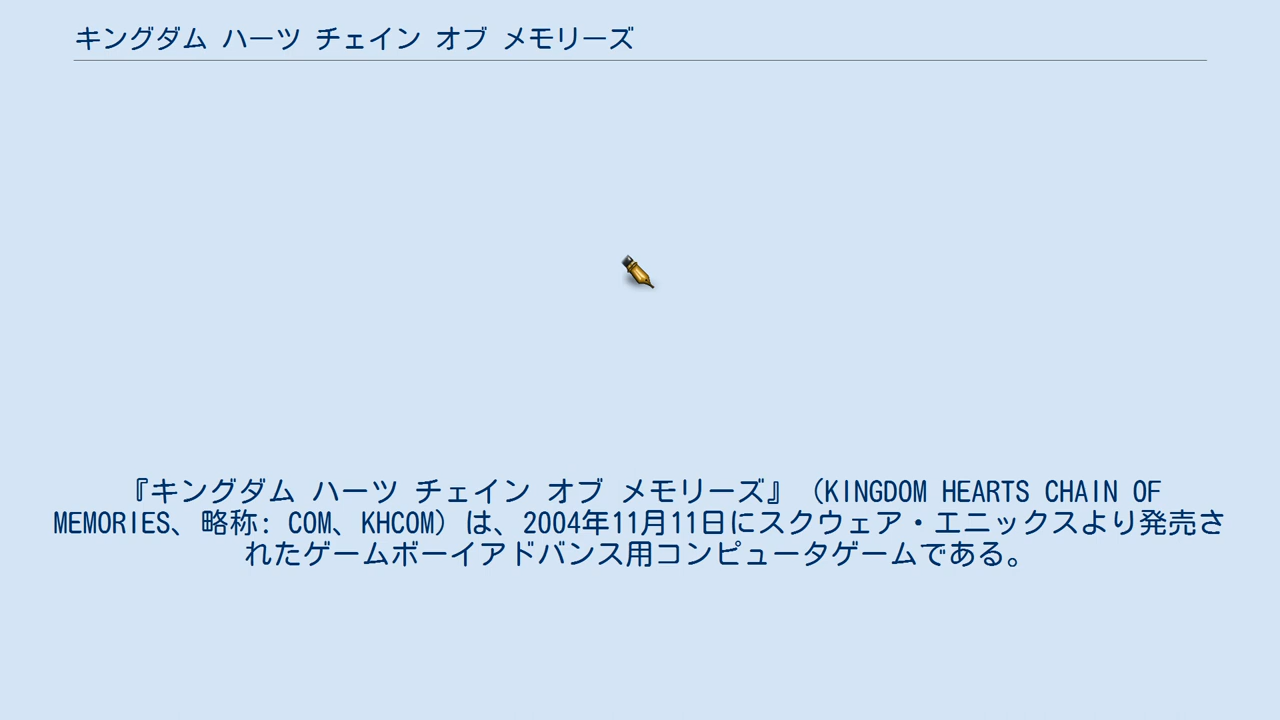 キングダム ハーツ チェイン オブ メモリーズ
『キングダム ハーツ チェイン オブ メモリーズ』（KINGDOM HEARTS CHAIN OF
MEMORIES、略称: COM、KHCOM）は、2004年11月11日にスクウェア・エニックスより発売さ
れたゲームボーイアドバンス用コンピュータゲームである。